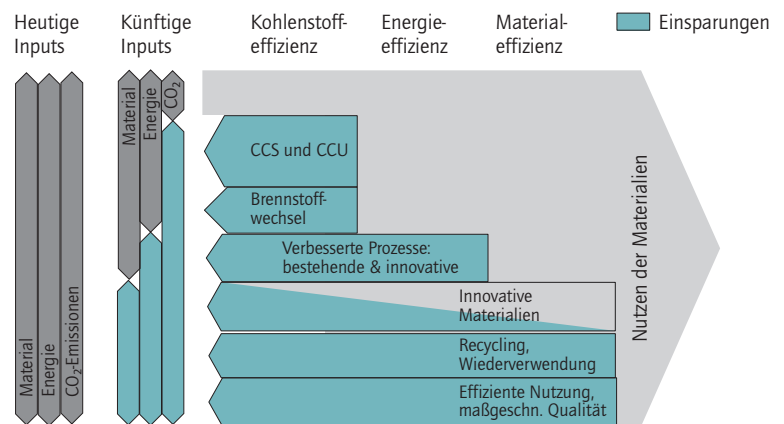 Heutige
Inputs
Künftige
Inputs
Kohlenstoff-
effizienz
Energie-
effizienz
Material-
effizienz
Einsparungen
Material
Energie
CO₂-Emissionen
Material
Energie
CO₂
CCS und CCU
Brennstoff-
wechsel
Verbesserte Prozesse:
bestehende & innovative
Innovative
Materialien
Recycling,
Wiederverwendung
Effiziente Nutzung,
maßgeschn. Qualität
Nutzen der Materialien